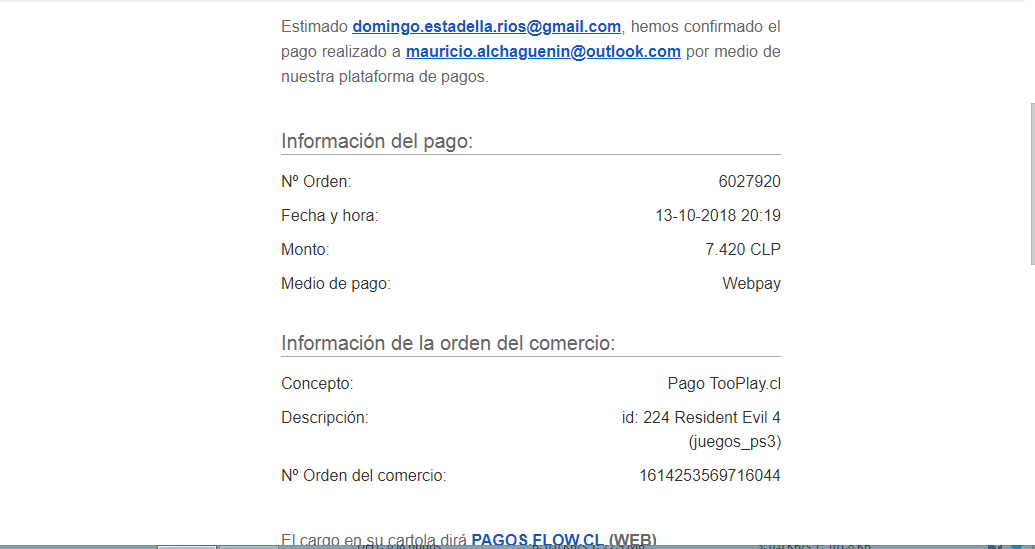 Estimado domingo.estadella.rios@gmail.com, hemos confirmado el
pago realizado a mauricio.alchaguenin@outlook.com por medio de
nuestra plataforma de pagos.
Información del pago:
Nº Orden: 6027920
Fecha y hora: 13-10-2018 20:19
Monto: 7.420 CLP
Medio de pago: Webpay
Información de la orden del comercio:
Concepto: Pago TooPlay.cl
Descripción: id: 224 Resident Evil 4
(juegos_ps3)
Nº Orden del comercio: 1614253569716044
El cargo en su cartola dirá PAGOS.FLOW.CL (WEB)